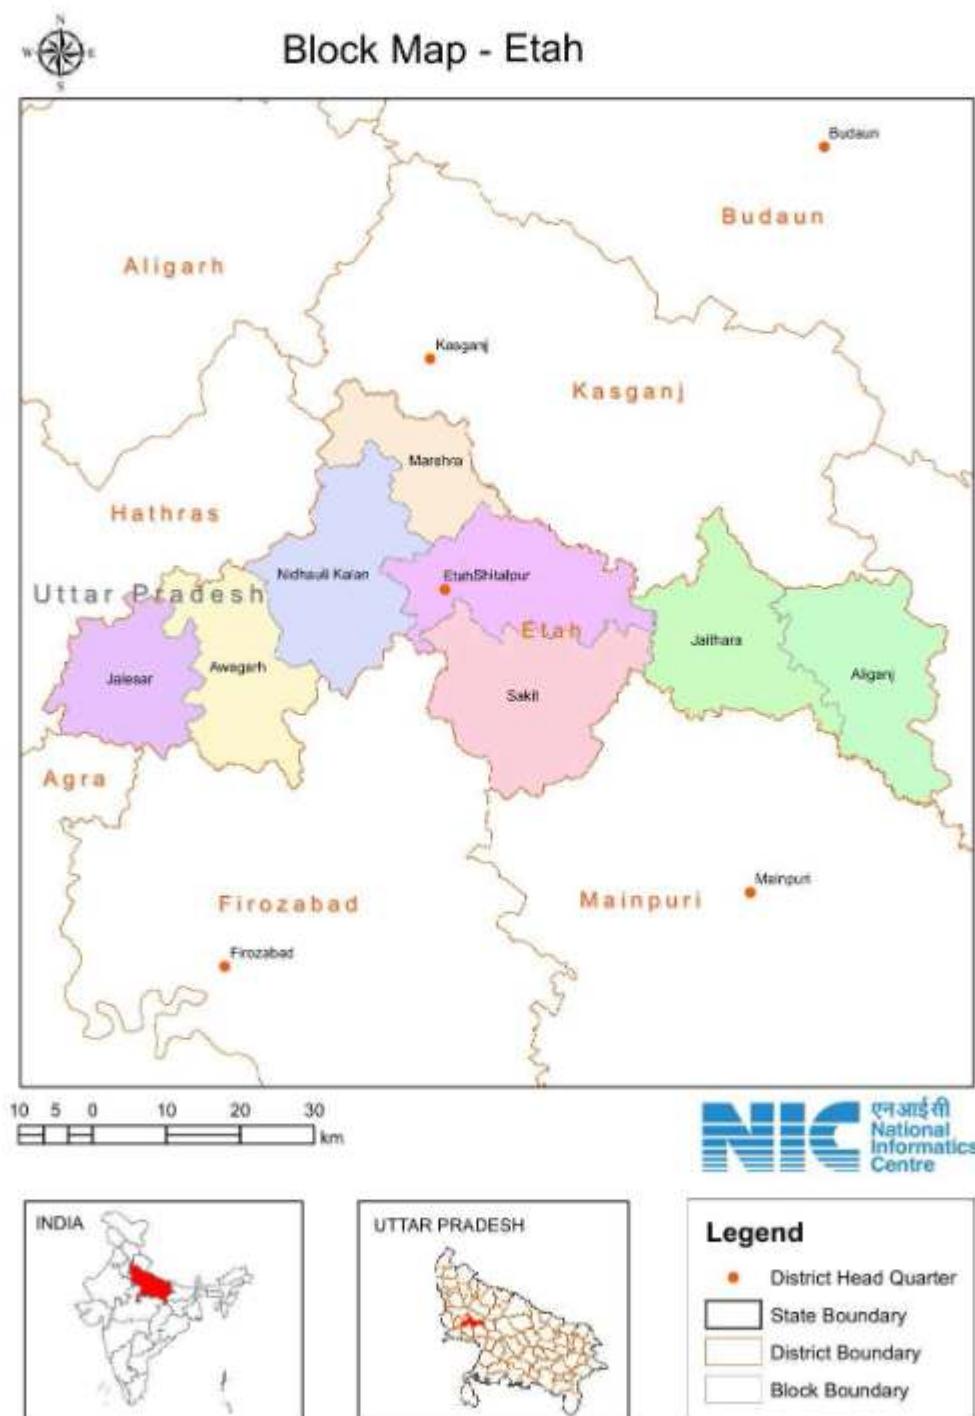 N
W
E
S
Block Map - Etah
Budaun
Budaun
Aligarh
Kasganj
Kasganj
Marehra
Hathras
Nidhauli Kalan
EtahShitalpur
Uttar Pradesh
Etah
Jaithara
Jalesar
Awagarh
Aliganj
Sakit
Agra
Mainpuri
Mainpuri
Firozabad
Firozabad
10 5 0 10 20 30
km
NIC
एनआईसी
National
Informatics
Centre
INDIA
UTTAR PRADESH
Legend
District Head Quarter
State Boundary
District Boundary
Block Boundary